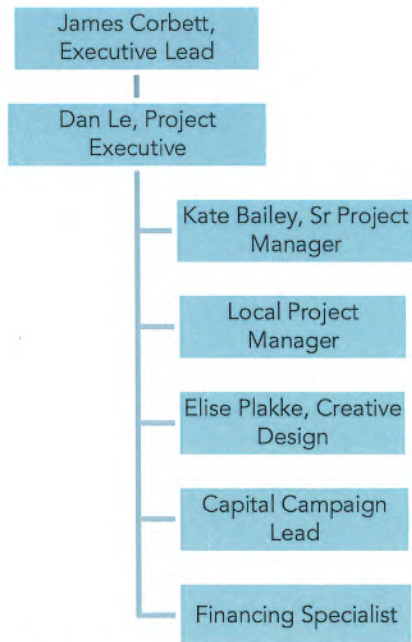 James Corbett,
Executive Lead
Dan Le, Project
Executive
Kate Bailey, Sr Project
Manager
Local Project
Manager
Elise Plakke, Creative
Design
Capital Campaign
Lead
Financing Specialist